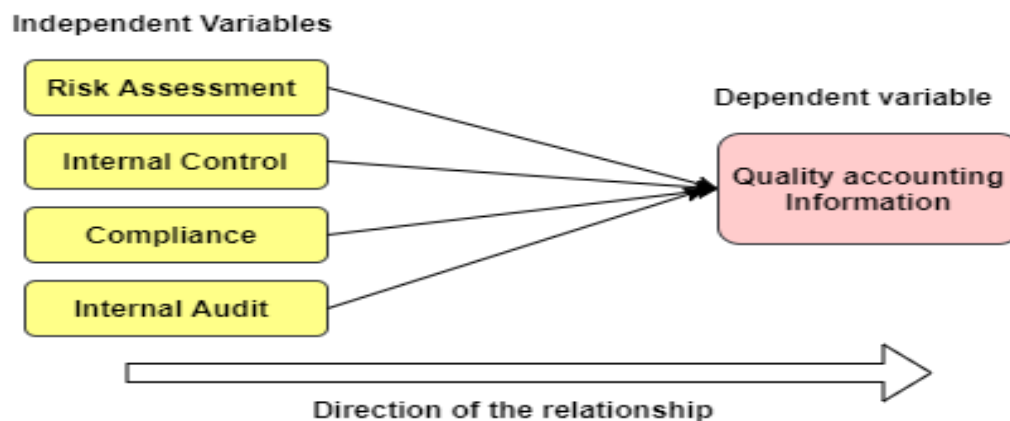 Independent Variables
Risk Assessment
Internal Control
Compliance
Internal Audit
Dependent variable
Quality accounting
Information
Direction of the relationship